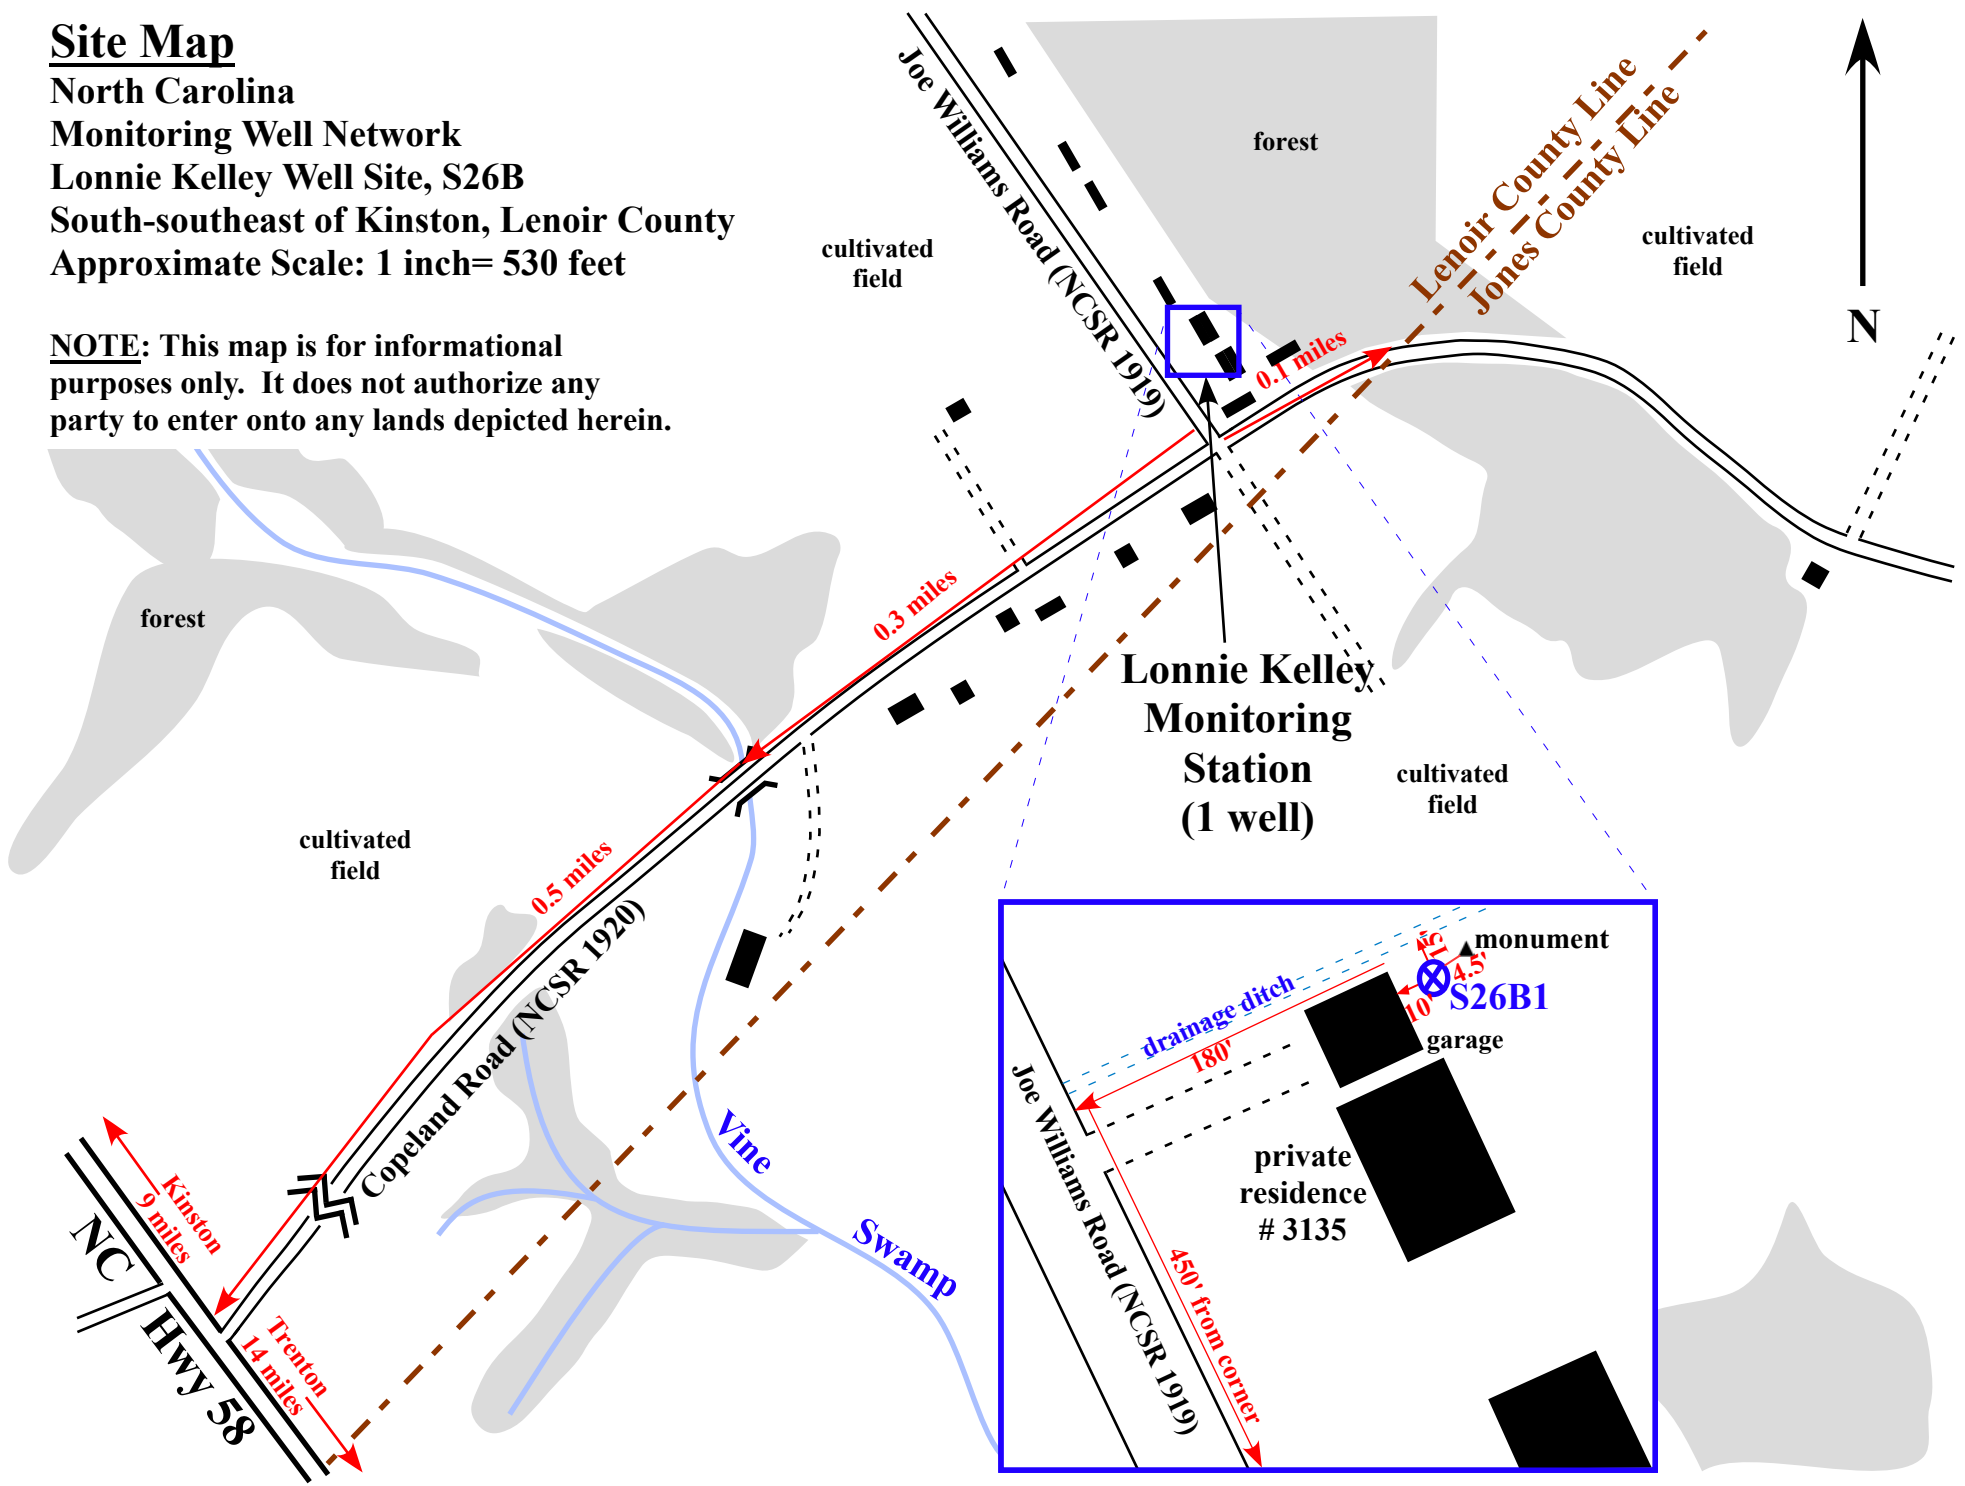 Site Map
North Carolina
Monitoring Well Network
Lonnie Kelley Well Site, S26B
South-southeast of Kinston, Lenoir County
Approximate Scale: 1 inch= 530 feet
NOTE: This map is for informational
purposes only.  It does not authorize any
party to enter onto any lands depicted herein.
Joe Williams Road (NCSR 1919)
forest
Lenoir County Line
Jones County Line
cultivated
field
cultivated
field
N
0.1 miles
0.3 miles
forest
Lonnie Kelley
Monitoring
Station
(1 well)
cultivated
field
cultivated
field
0.5 miles
Copeland Road (NCSR 1920)
Vine
Swamp
Kinston
9 miles
NC
Hwy 58
Trenton
14 miles
monument
15'
4.5'
S26B1
10'
drainage ditch
180'
garage
Joe Williams Road (NCSR 1919)
private
residence
# 3135
450' from corner